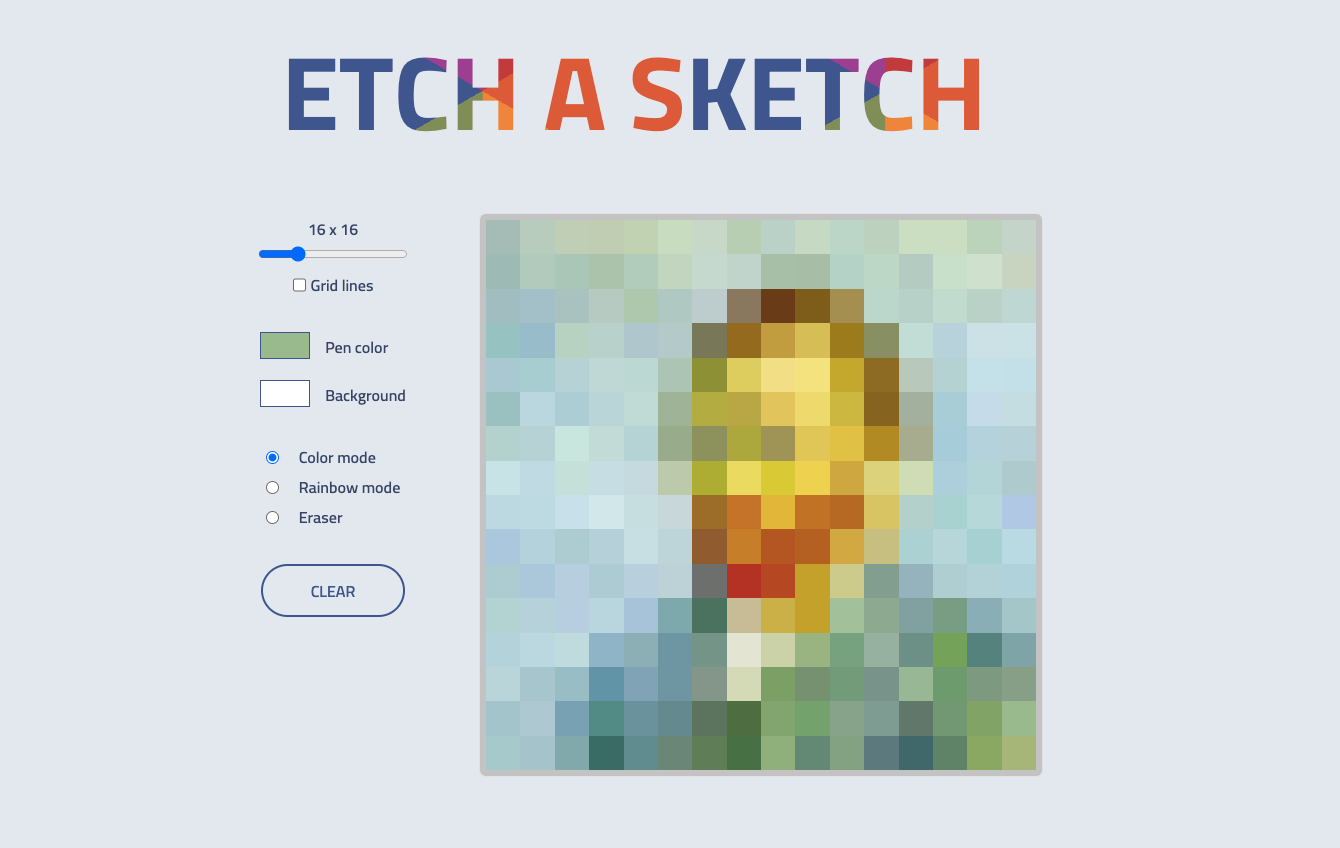 ETCH A SKETCH
16 x 16
Grid lines
Pen color
Background
Color mode
Rainbow mode
Eraser
CLEAR